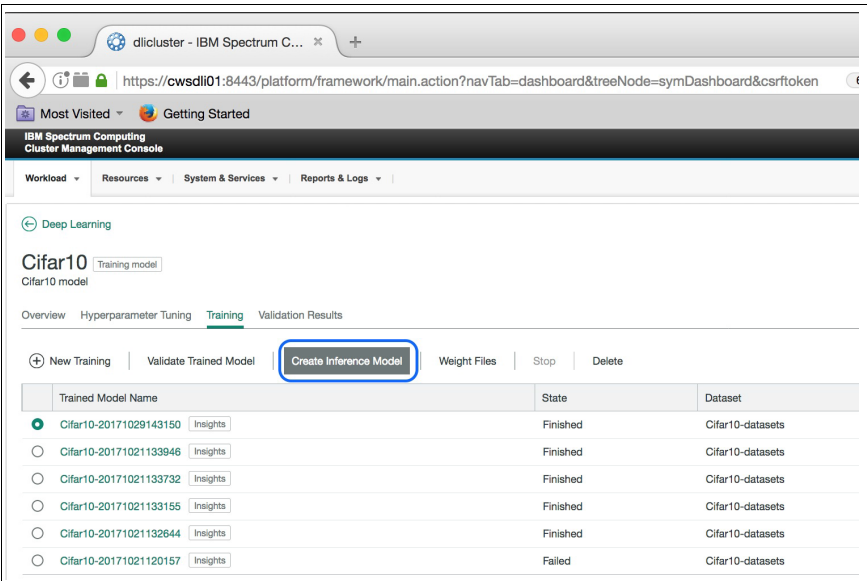 dlicluster - IBM Spectrum C...
https://cwsdli01:8443/platform/framework/main.action?navTab=dashboard&treeNode=symDashboard&csrftoken
Most Visited Getting Started
IBM Spectrum Computing
Cluster Management Console
Workload Resources System & Services Reports & Logs
Deep Learning
Cifar10 Training model
Cifar10 model
Overview Hyperparameter Tuning Training Validation Results
New Training Validate Trained Model Create Inference Model Weight Files Stop Delete
Trained Model Name State Dataset
Cifar10-20171029143150 Insights Finished Cifar10-datasets
Cifar10-20171021133946 Insights Finished Cifar10-datasets
Cifar10-20171021133732 Insights Finished Cifar10-datasets
Cifar10-20171021133155 Insights Finished Cifar10-datasets
Cifar10-20171021132644 Insights Finished Cifar10-datasets
Cifar10-20171021120157 Insights Failed Cifar10-datasets